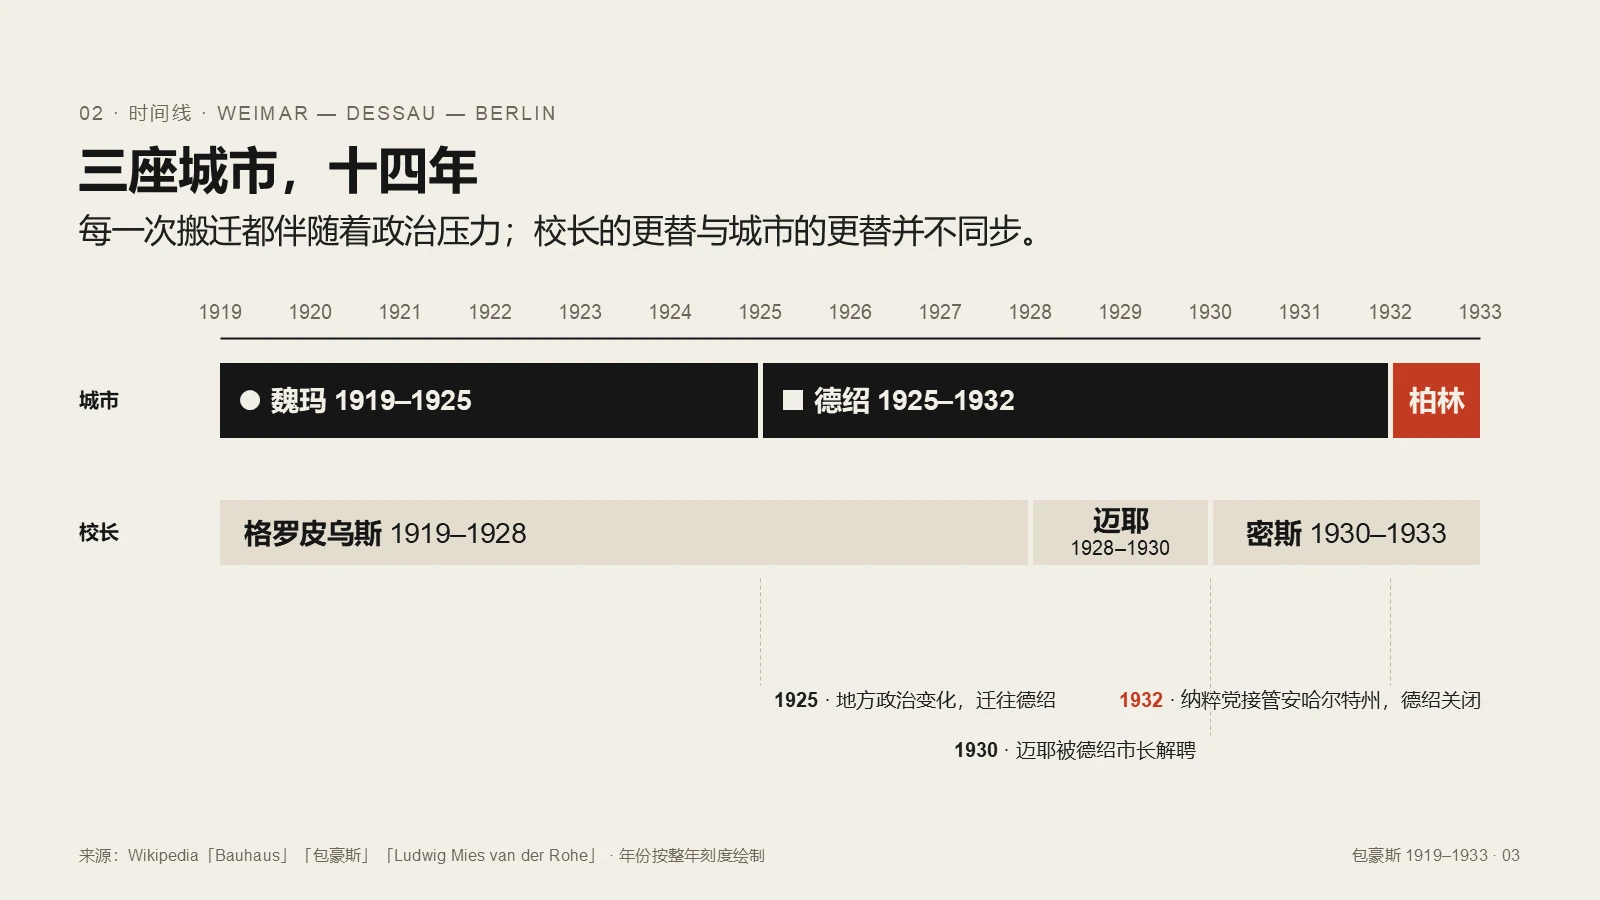 02 · 时间线 · WEIMAR — DESSAU — BERLIN
三座城市，十四年
每一次搬迁都伴随着政治压力；校长的更替与城市的更替并不同步。
1919 1920 1921 1922 1923 1924 1925 1926 1927 1928 1929 1930 1931 1932 1933
城市
魏玛 1919–1925
德绍 1925–1932
柏林
校长
格罗皮乌斯 1919–1928
迈耶
1928–1930
密斯 1930–1933
1925 · 地方政治变化，迁往德绍
1932 · 纳粹党接管安哈尔特州，德绍关闭
1930 · 迈耶被德绍市长解聘
来源：Wikipedia「Bauhaus」「包豪斯」「Ludwig Mies van der Rohe」 · 年份按整年刻度绘制
包豪斯 1919–1933 · 03